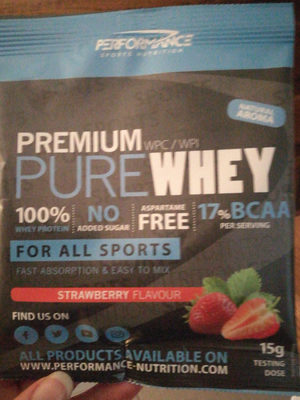 PERFORMANCE
SPORTS NUTRITION
NATURAL
AROMA
PREMIUM WPC / WPI
PURE WHEY
100% WHEY PROTEIN
NO ADDED SUGAR
ASPARTAME FREE
17% BCAA PER SERVING
FOR ALL SPORTS
FAST ABSORPTION & EASY TO MIX
STRAWBERRY FLAVOUR
FIND US ON
15g
TESTING
DOSE
ALL PRODUCTS AVAILABLE ON
WWW.PERFORMANCE-NUTRITION.COM